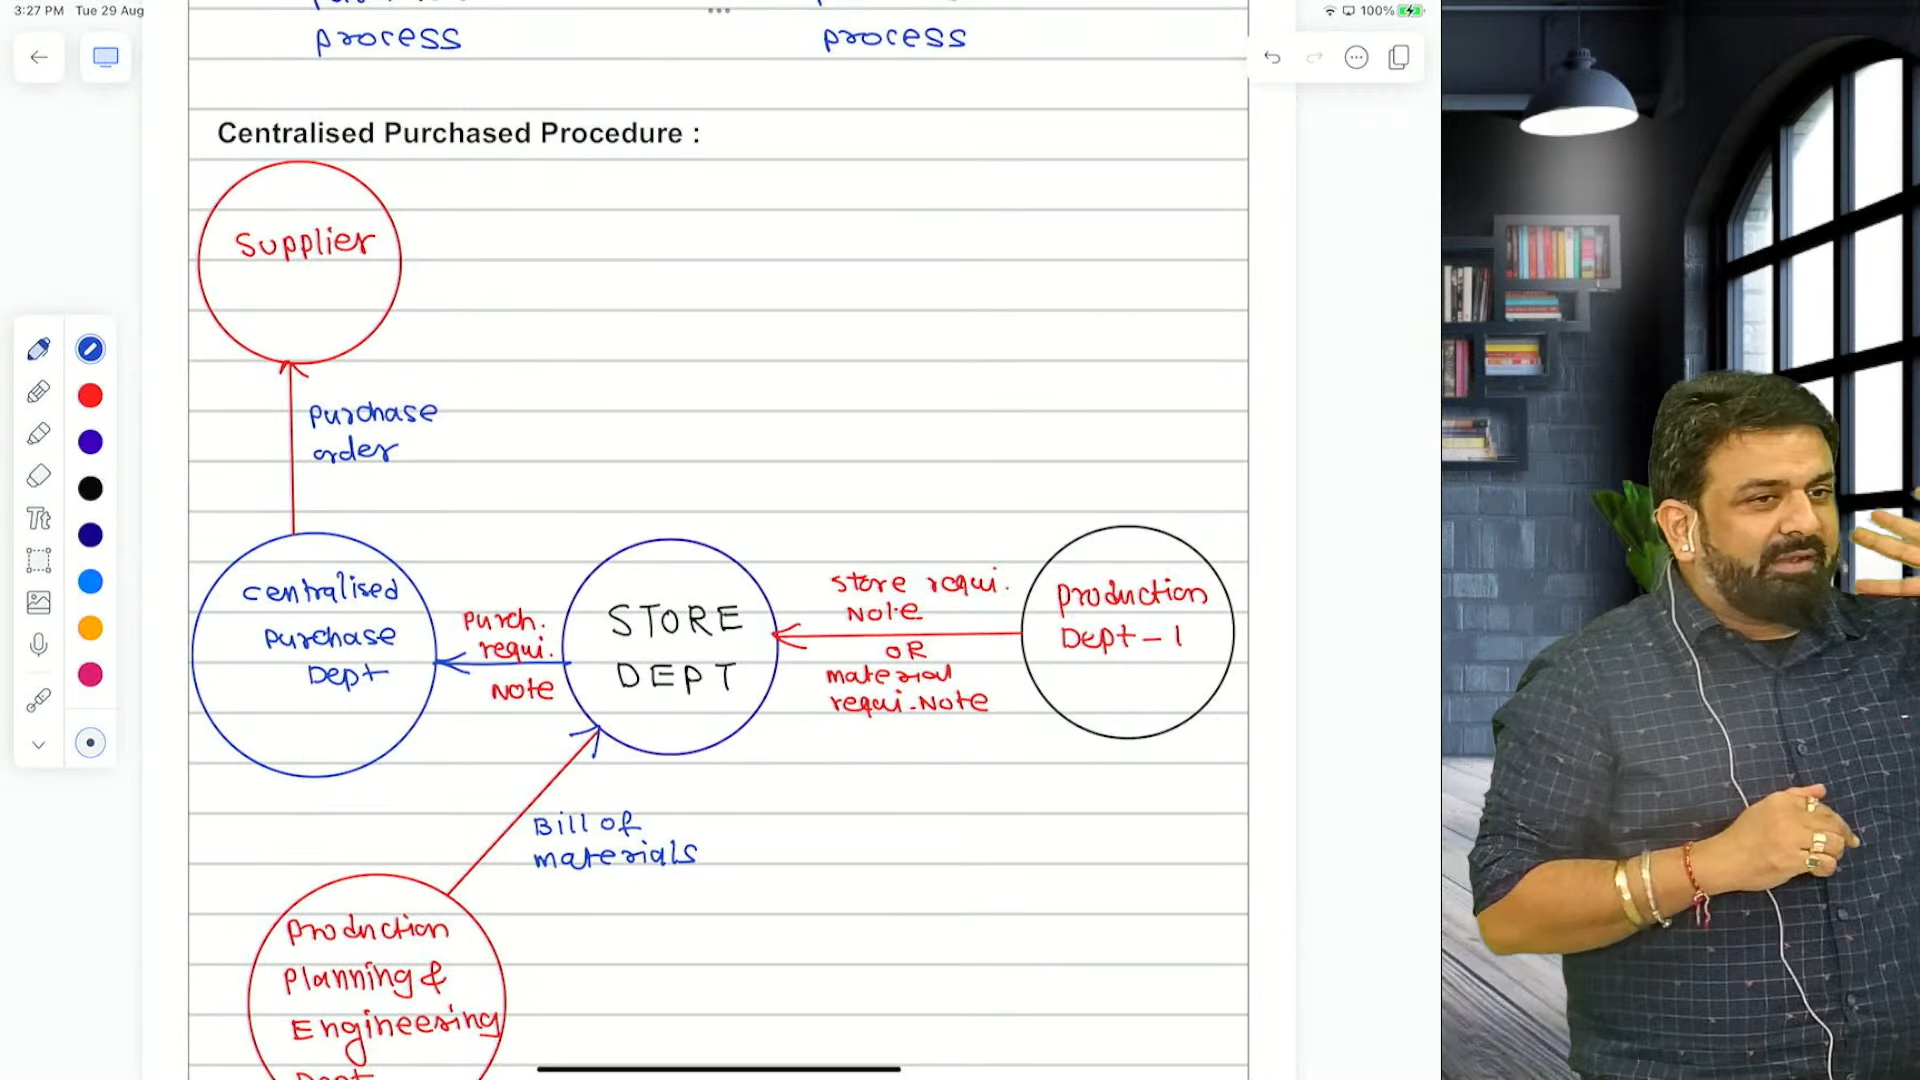 3:27 PM Tue 29 Aug
100%
process
process
Centralised Purchased Procedure :
Supplier
purchase
order
centralised
purchase
Dept
Purch.
requi.
Note
STORE
DEPT
store requi.
Note
OR
material
requi. Note
production
Dept - 1
Bill of
materials
production
planning &
Engineering
Tt